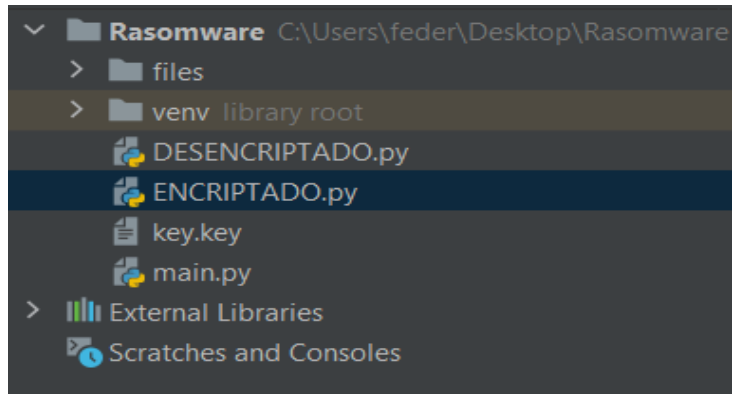 Rasomware C:\Users\feder\Desktop\Rasomware
files
venv library root
DESENCRIPTADO.py
ENCRIPTADO.py
key.key
main.py
External Libraries
Scratches and Consoles